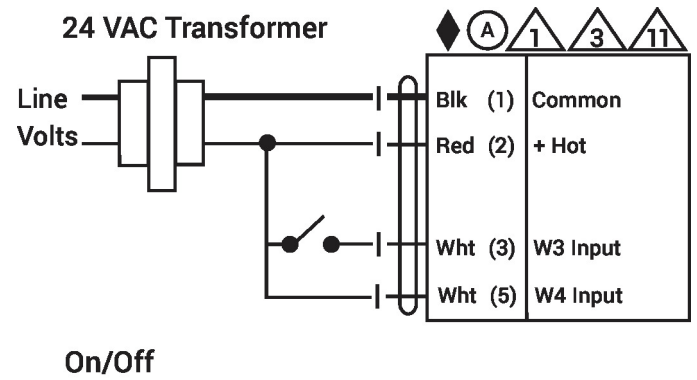 24 VAC Transformer
A 1 3 11
Line
Volts
Blk (1) Common
Red (2) + Hot
Wht (3) W3 Input
Wht (5) W4 Input
On/Off